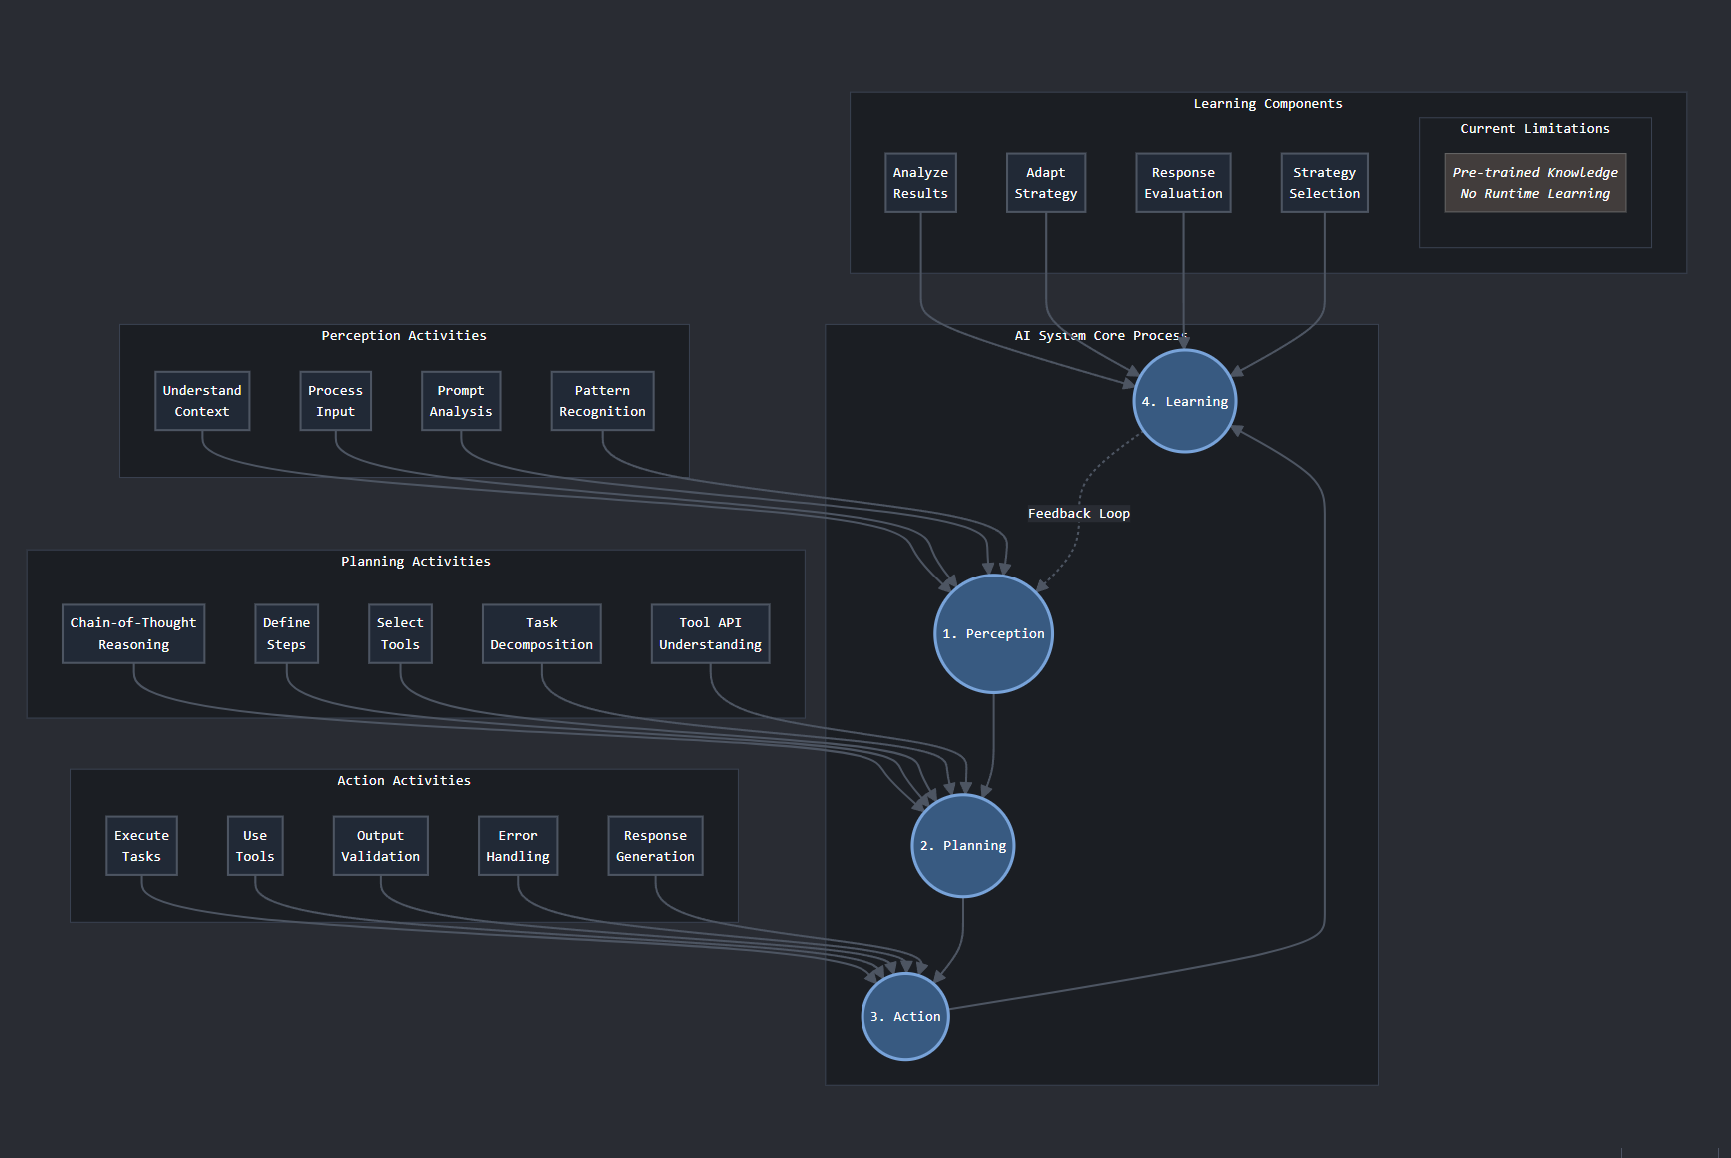 Learning Components
Current Limitations
Analyze
Results
Adapt
Strategy
Response
Evaluation
Strategy
Selection
Pre-trained Knowledge
No Runtime Learning
Perception Activities
Understand
Context
Process
Input
Prompt
Analysis
Pattern
Recognition
AI System Core Process
4. Learning
Feedback Loop
Planning Activities
Chain-of-Thought
Reasoning
Define
Steps
Select
Tools
Task
Decomposition
Tool API
Understanding
1. Perception
Action Activities
Execute
Tasks
Use
Tools
Output
Validation
Error
Handling
Response
Generation
2. Planning
3. Action